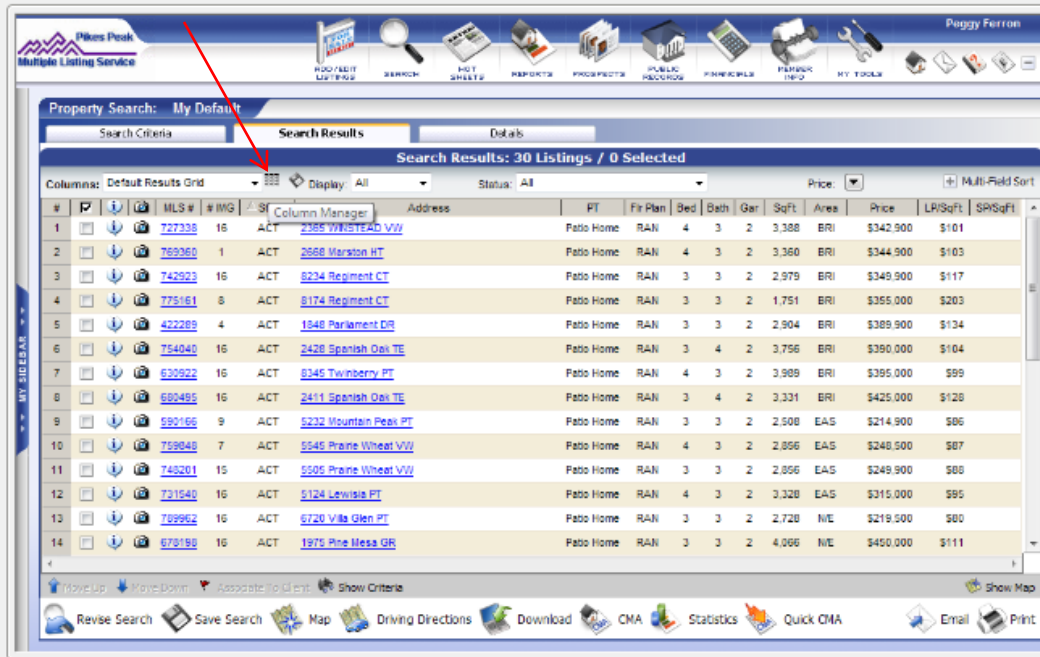 Peggy Ferron
Pikes Peak
Multiple Listing Service
ADD/EDIT LISTINGS SEARCH HOT SHEETS REPORTS PROSPECTS PUBLIC RECORDS FINANCIALS MEMBER INFO MY TOOLS
Property Search: My Default
Search Criteria Search Results Details
Search Results: 30 Listings / 0 Selected
Columns: Default Results Grid Display: All Status: All Price: Multi-Field Sort
# MLS # # IMG Address PT Flr Plan Bed Bath Gar Sqft Area Price LP/Sqft SP/Sqft
Column Manager
1 727338 16 ACT 2365 WINSTEAD VW Patio Home RAN 4 3 2 3,388 BRI $342,900 $101
2 769360 1 ACT 2668 Marston HT Patio Home RAN 4 3 2 3,360 BRI $344,900 $103
3 742923 16 ACT 8234 Regiment CT Patio Home RAN 3 3 2 2,979 BRI $349,900 $117
4 775161 8 ACT 8174 Regiment CT Patio Home RAN 3 3 2 1,751 BRI $355,000 $203
5 422289 4 ACT 1848 Parliament DR Patio Home RAN 3 3 2 2,904 BRI $389,900 $134
6 754040 16 ACT 2428 Spanish Oak TE Patio Home RAN 3 4 2 3,756 BRI $390,000 $104
7 630922 16 ACT 8345 Twinberry PT Patio Home RAN 3 3 2 3,989 BRI $395,000 $99
8 680495 16 ACT 2411 Spanish Oak TE Patio Home RAN 3 4 2 3,331 BRI $425,000 $128
9 590166 9 ACT 5232 Mountain Peak PT Patio Home RAN 3 3 2 2,508 EAS $214,900 $86
10 759848 7 ACT 5545 Prairie Wheat VW Patio Home RAN 4 3 2 2,856 EAS $248,500 $87
11 748201 15 ACT 5505 Prairie Wheat VW Patio Home RAN 3 3 2 2,856 EAS $249,900 $88
12 731540 16 ACT 5124 Lewisia PT Patio Home RAN 4 3 2 3,328 EAS $315,000 $95
13 789962 16 ACT 6720 Villa Glen PT Patio Home RAN 3 3 2 2,728 N/E $219,500 $80
14 678198 16 ACT 1975 Pine Mesa GR Patio Home RAN 3 3 2 4,066 N/E $450,000 $111
MY SIDEBAR
Move Up Move Down Associate To Client Show Criteria Show Map
Revise Search Save Search Map Driving Directions Download CMA Statistics Quick CMA Email Print